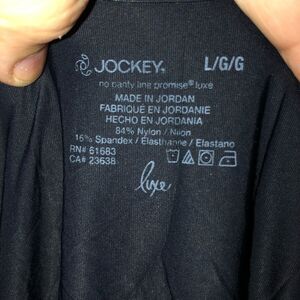 JOCKEY® L/G/G
no panty line promise® luxe
MADE IN JORDAN
FABRIQUÉ EN JORDANIE
HECHO EN JORDANIA
84% Nylon / Nilon
16% Spandex / Elasthanne / Elastano
RN# 61683
CA# 23638
luxe